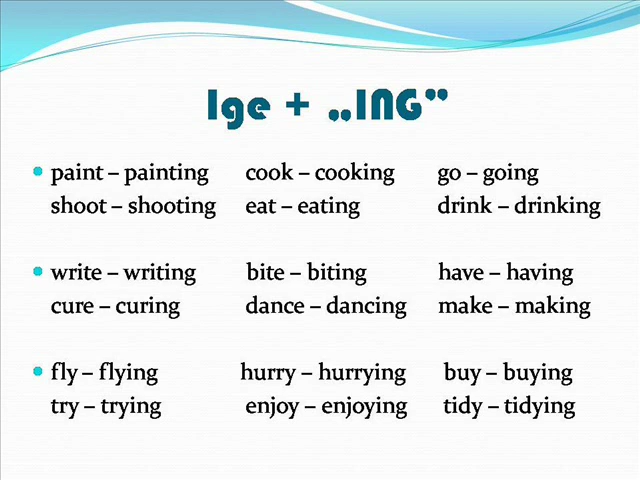 Ige + „ING”
• paint – painting cook – cooking go – going
shoot – shooting eat – eating drink – drinking
• write – writing bite – biting have – having
cure – curing dance – dancing make – making
• fly – flying hurry – hurrying buy – buying
try – trying enjoy – enjoying tidy – tidying